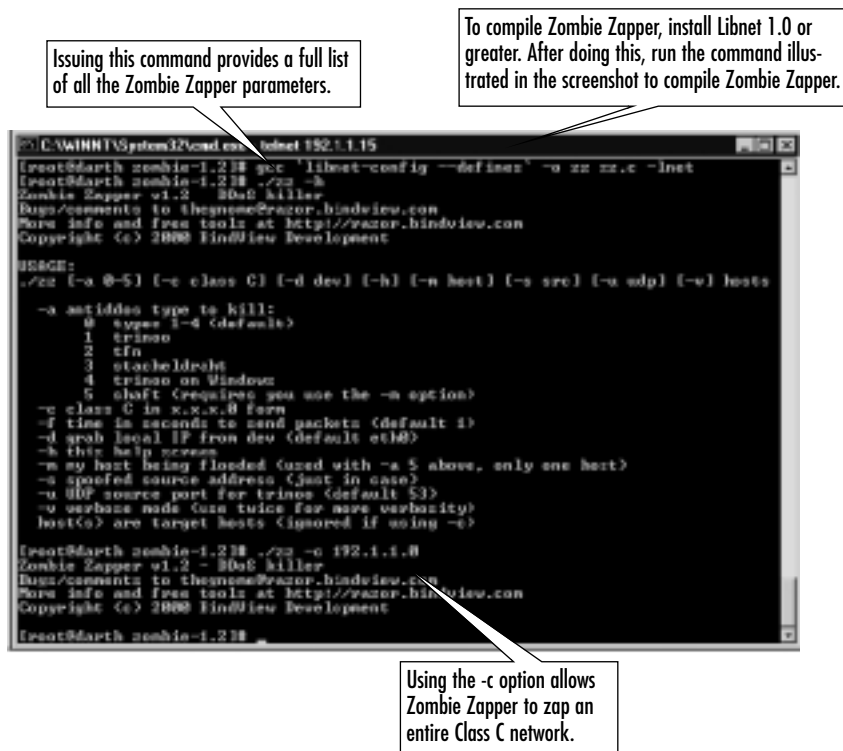 Issuing this command provides a full list
of all the Zombie Zapper parameters.
To compile Zombie Zapper, install Libnet 1.0 or
greater. After doing this, run the command illus-
trated in the screenshot to compile Zombie Zapper.
C:\WINNT\System32\cmd.exe - telnet 192.1.1.15
[root@darth zombie-1.2]# gcc `libnet-config --defines` -o zz zz.c -lnet
[root@darth zombie-1.2]# ./zz -h
Zombie Zapper v1.2 - DDoS killer
Bugs/comments to thegnome@razor.bindview.com
More info and free tools at http://razor.bindview.com
Copyright (c) 2000 BindView Development
USAGE:
./zz [-a 0-5] [-c class C] [-d dev] [-h] [-m host] [-s src] [-u udp] [-v] hosts
-a antiddos type to kill:
0 types 1-4 (default)
1 trinoo
2 tfn
3 stacheldraht
4 trinoo on Windows
5 shaft (requires you use the -m option)
-c class C in x.x.x.0 form
-f time in seconds to send packets (default 1)
-d grab local IP from dev (default eth0)
-h this help screen
-m my host being flooded (used with -a 5 above, only one host)
-s spoofed source address (just in case)
-u UDP source port for trinoo (default 53)
-v verbose mode (use twice for more verbosity)
host(s) are target hosts (ignored if using -c)
[root@darth zombie-1.2]# ./zz -c 192.1.1.0
Zombie Zapper v1.2 - DDoS killer
Bugs/comments to thegnome@razor.bindview.com
More info and free tools at http://razor.bindview.com
Copyright (c) 2000 BindView Development
[root@darth zombie-1.2]# _
Using the -c option allows
Zombie Zapper to zap an
entire Class C network.